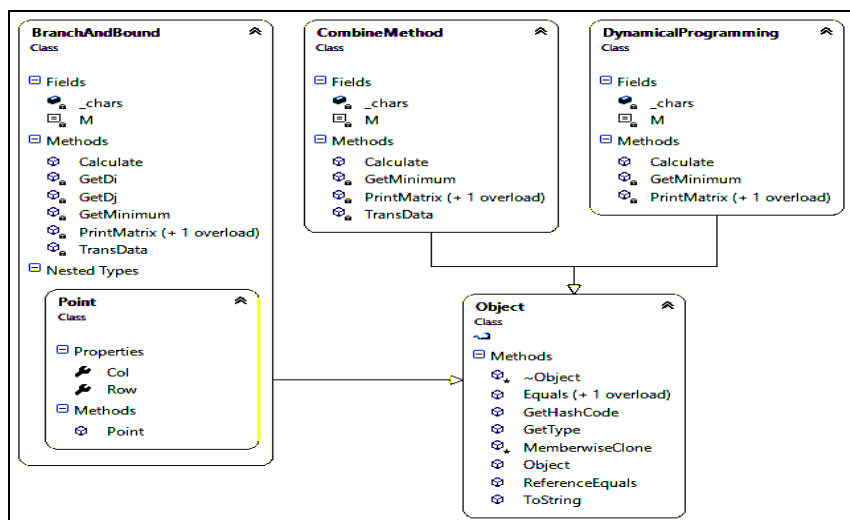 BranchAndBound
Class
Fields
_chars
M
Methods
Calculate
GetDi
GetDj
GetMinimum
PrintMatrix (+ 1 overload)
TransData
Nested Types
Point
Class
Properties
Col
Row
Methods
Point
CombineMethod
Class
Fields
_chars
M
Methods
Calculate
GetMinimum
PrintMatrix (+ 1 overload)
TransData
DynamicalProgramming
Class
Fields
_chars
M
Methods
Calculate
GetMinimum
PrintMatrix (+ 1 overload)
Object
Class
Methods
~Object
Equals (+ 1 overload)
GetHashCode
GetType
MemberwiseClone
Object
ReferenceEquals
ToString